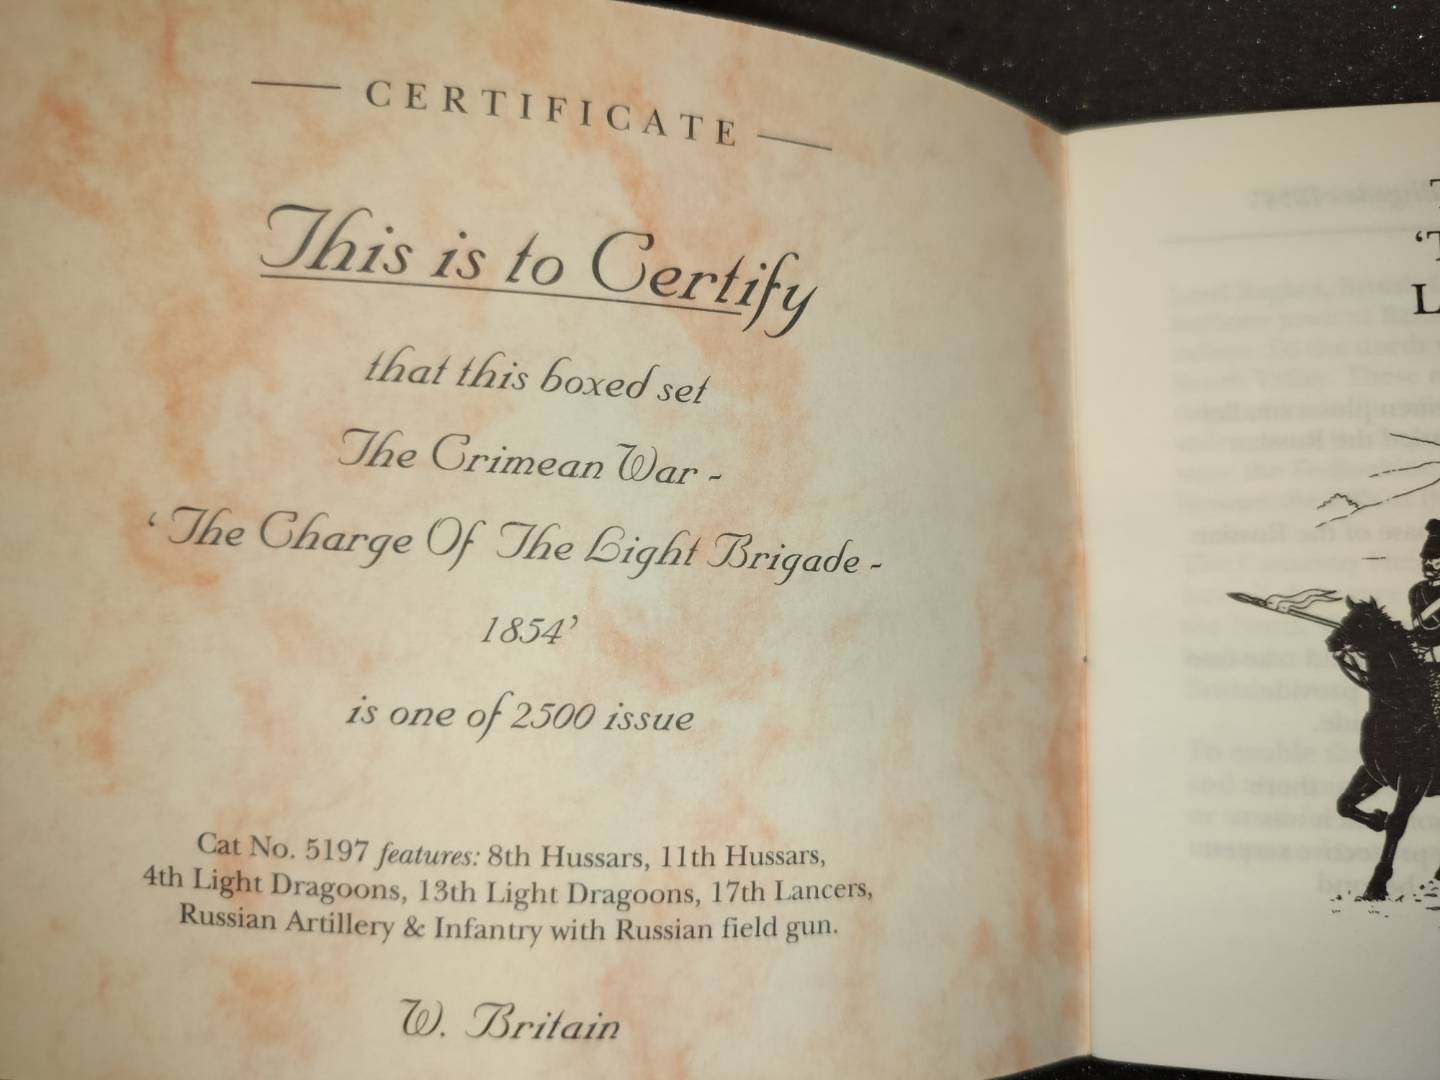 CERTIFICATE
This is to Certify
that this boxed set
The Crimean War -
‘ The Charge Of The Light Brigade -
1854’
is one of 2500 issue
Cat No. 5197 features: 8th Hussars, 11th Hussars,
4th Light Dragoons, 13th Light Dragoons, 17th Lancers,
Russian Artillery & Infantry with Russian field gun.
W. Britain